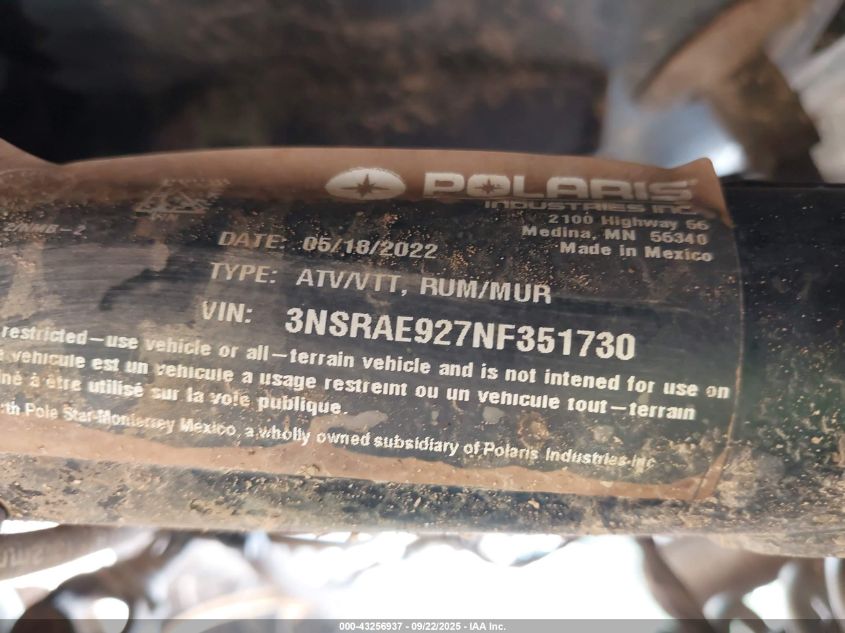 POLARIS
INDUSTRIES INC.
2100 Highway 55
Medina, MN 55340
Made in Mexico
DATE: 05/18/2022
TYPE: ATV/VTT, RUM/MUR
VIN: 3NSRAE927NF351730
restricted-use vehicle or all-terrain vehicle and is not intened for use on
vehicule est un vehicule a usage restreint ou un vehicule tout-terrain
à être utilisé sur la voie publique.
Pole Star Monterrey Mexico, a wholly owned subsidiary of Polaris Industries Inc
000-43256937 - 09/22/2025 - IAA Inc.